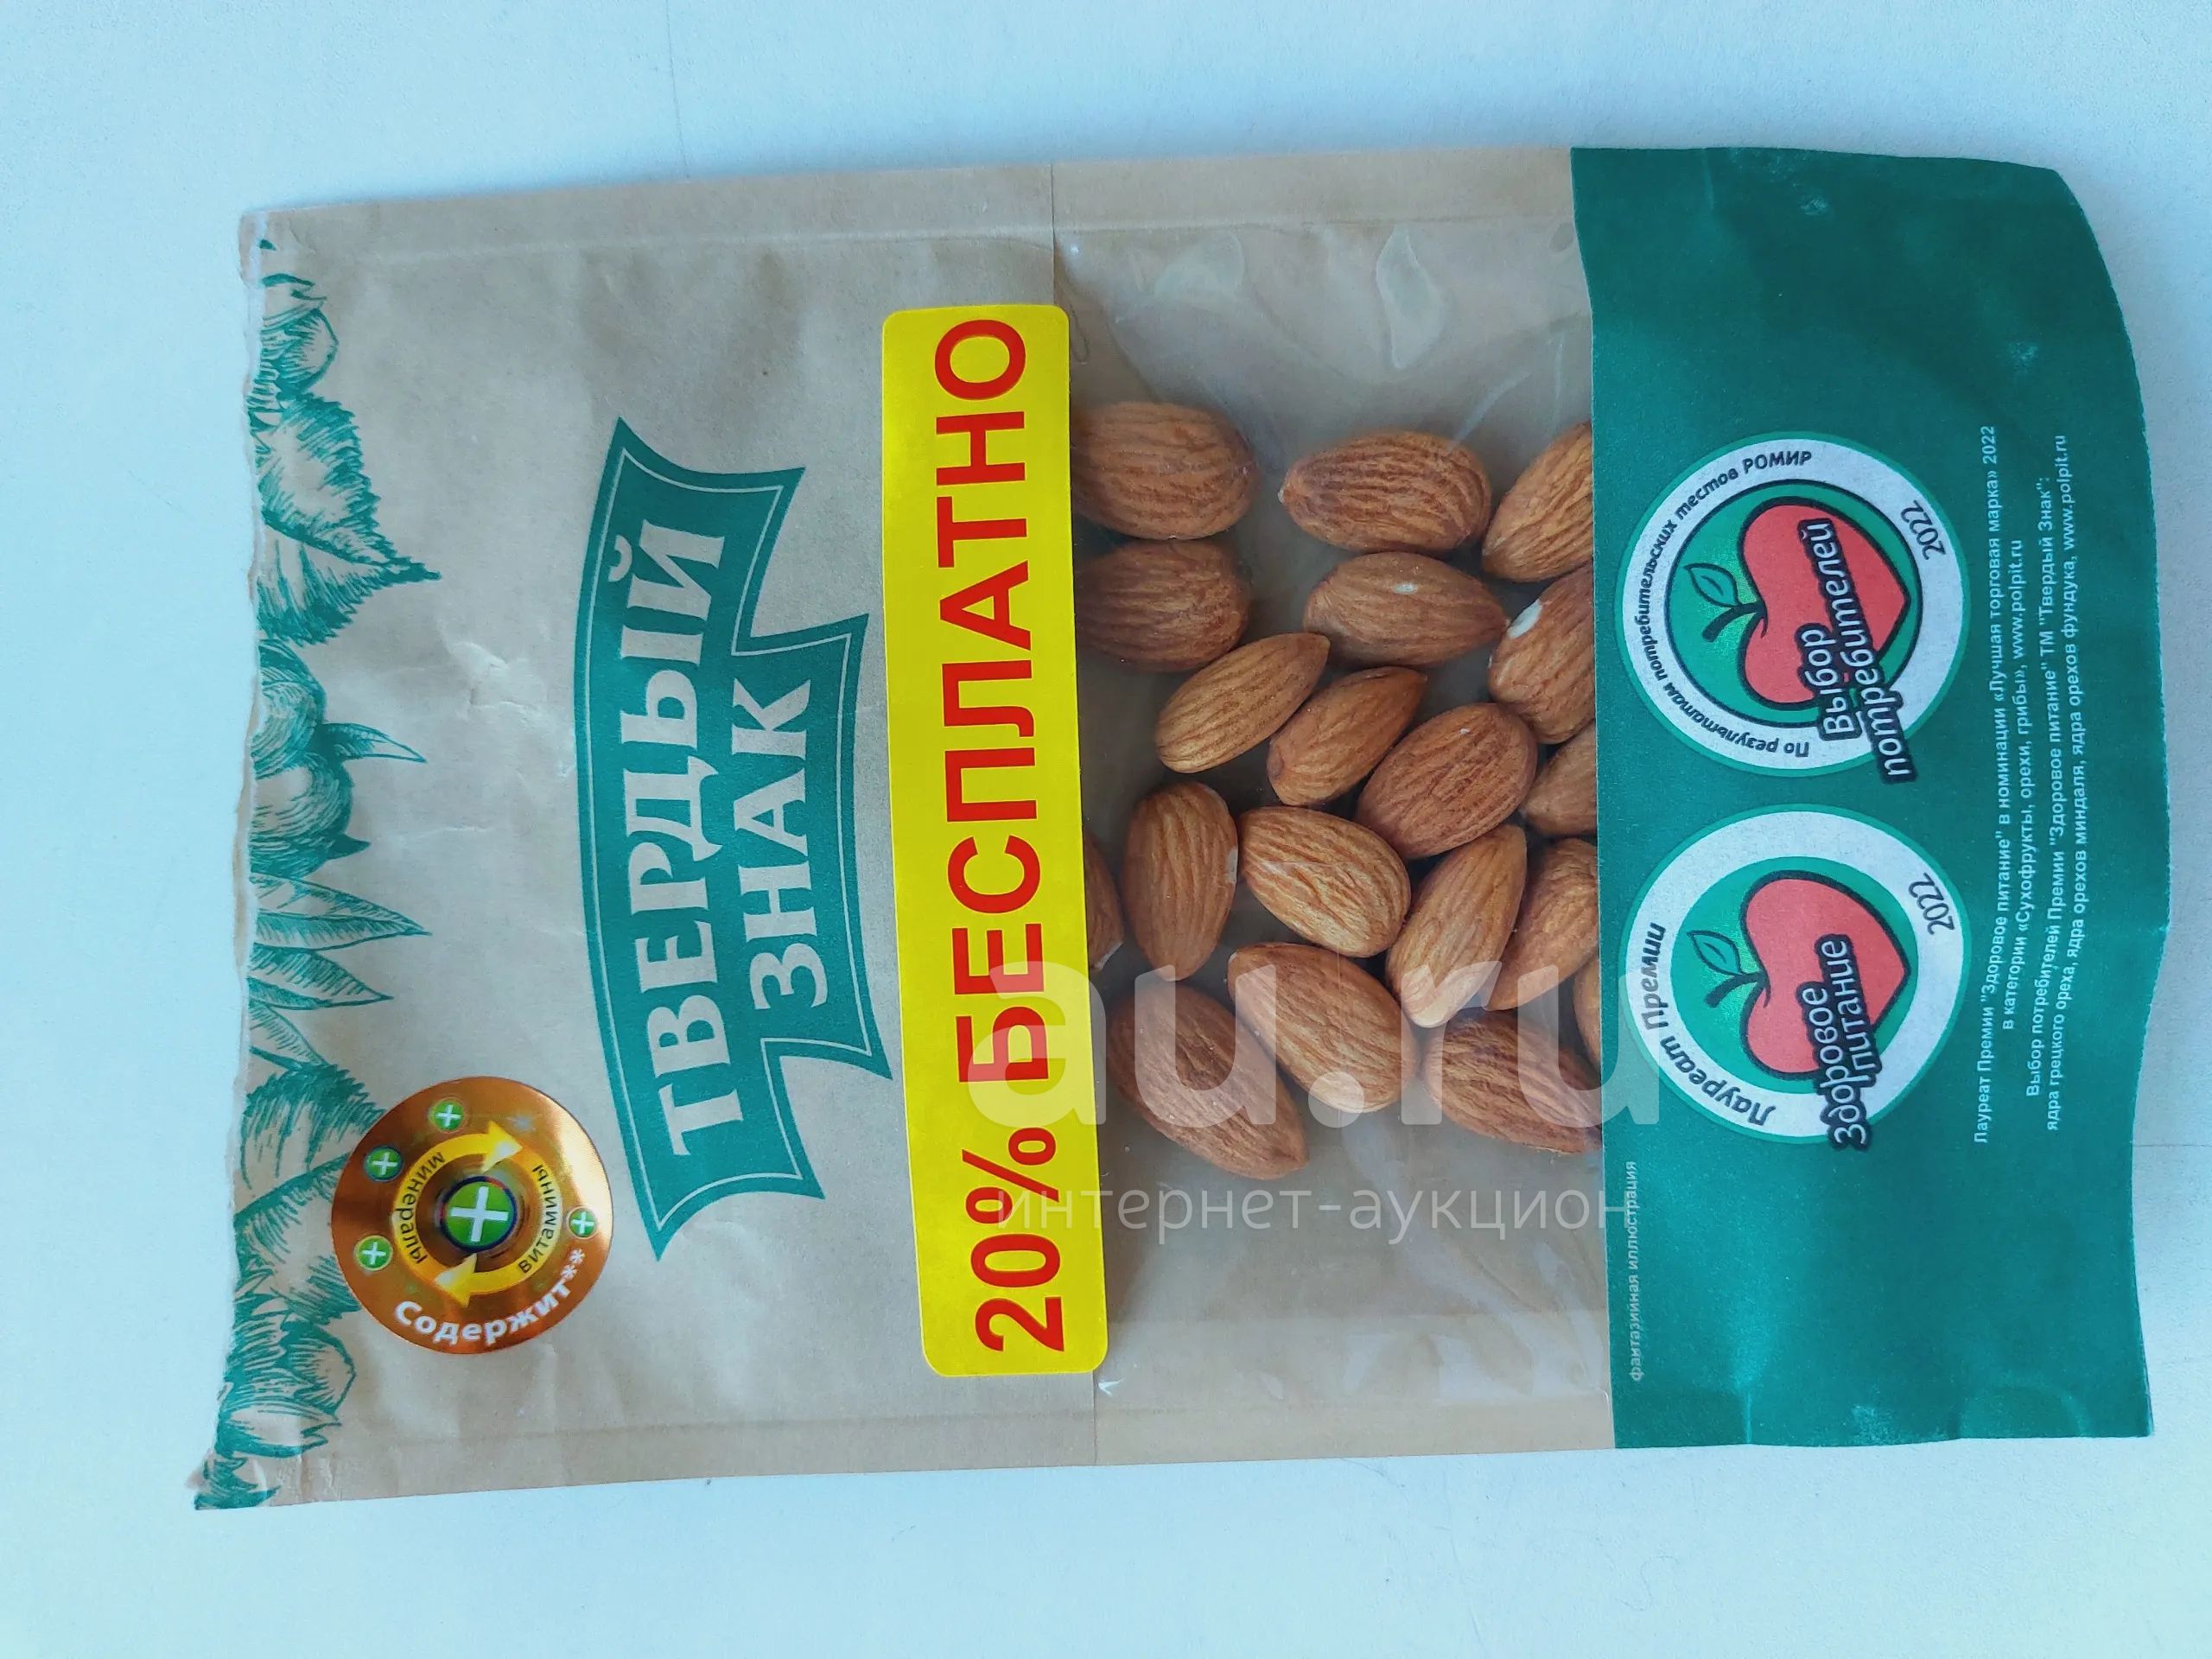 Содержит**
минералы
витамины
ТВЕРДЫЙ
ЗНАК
20% БЕСПЛАТНО
au.ru
интернет-аукцион
фантазийная иллюстрация
Лауреат Премии
Здоровое
питание
2022
По результатам потребительских тестов РОМИР
Выбор
потребителей
2022
Лауреат Премии "Здоровое питание" в номинации «Лучшая торговая марка» 2022
в категории «Сухофрукты, орехи, грибы», www.polpit.ru
Выбор потребителей Премии "Здоровое питание" ТМ "Твердый Знак":
ядра грецкого ореха, ядра орехов миндаля, ядра орехов фундука, www.polpit.ru